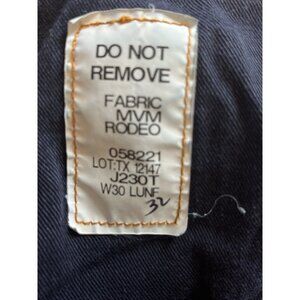 DO NOT
REMOVE
FABRIC
MVM
RODEO
058221
LOT:TX 12147
J230T
W30 LUNF
32